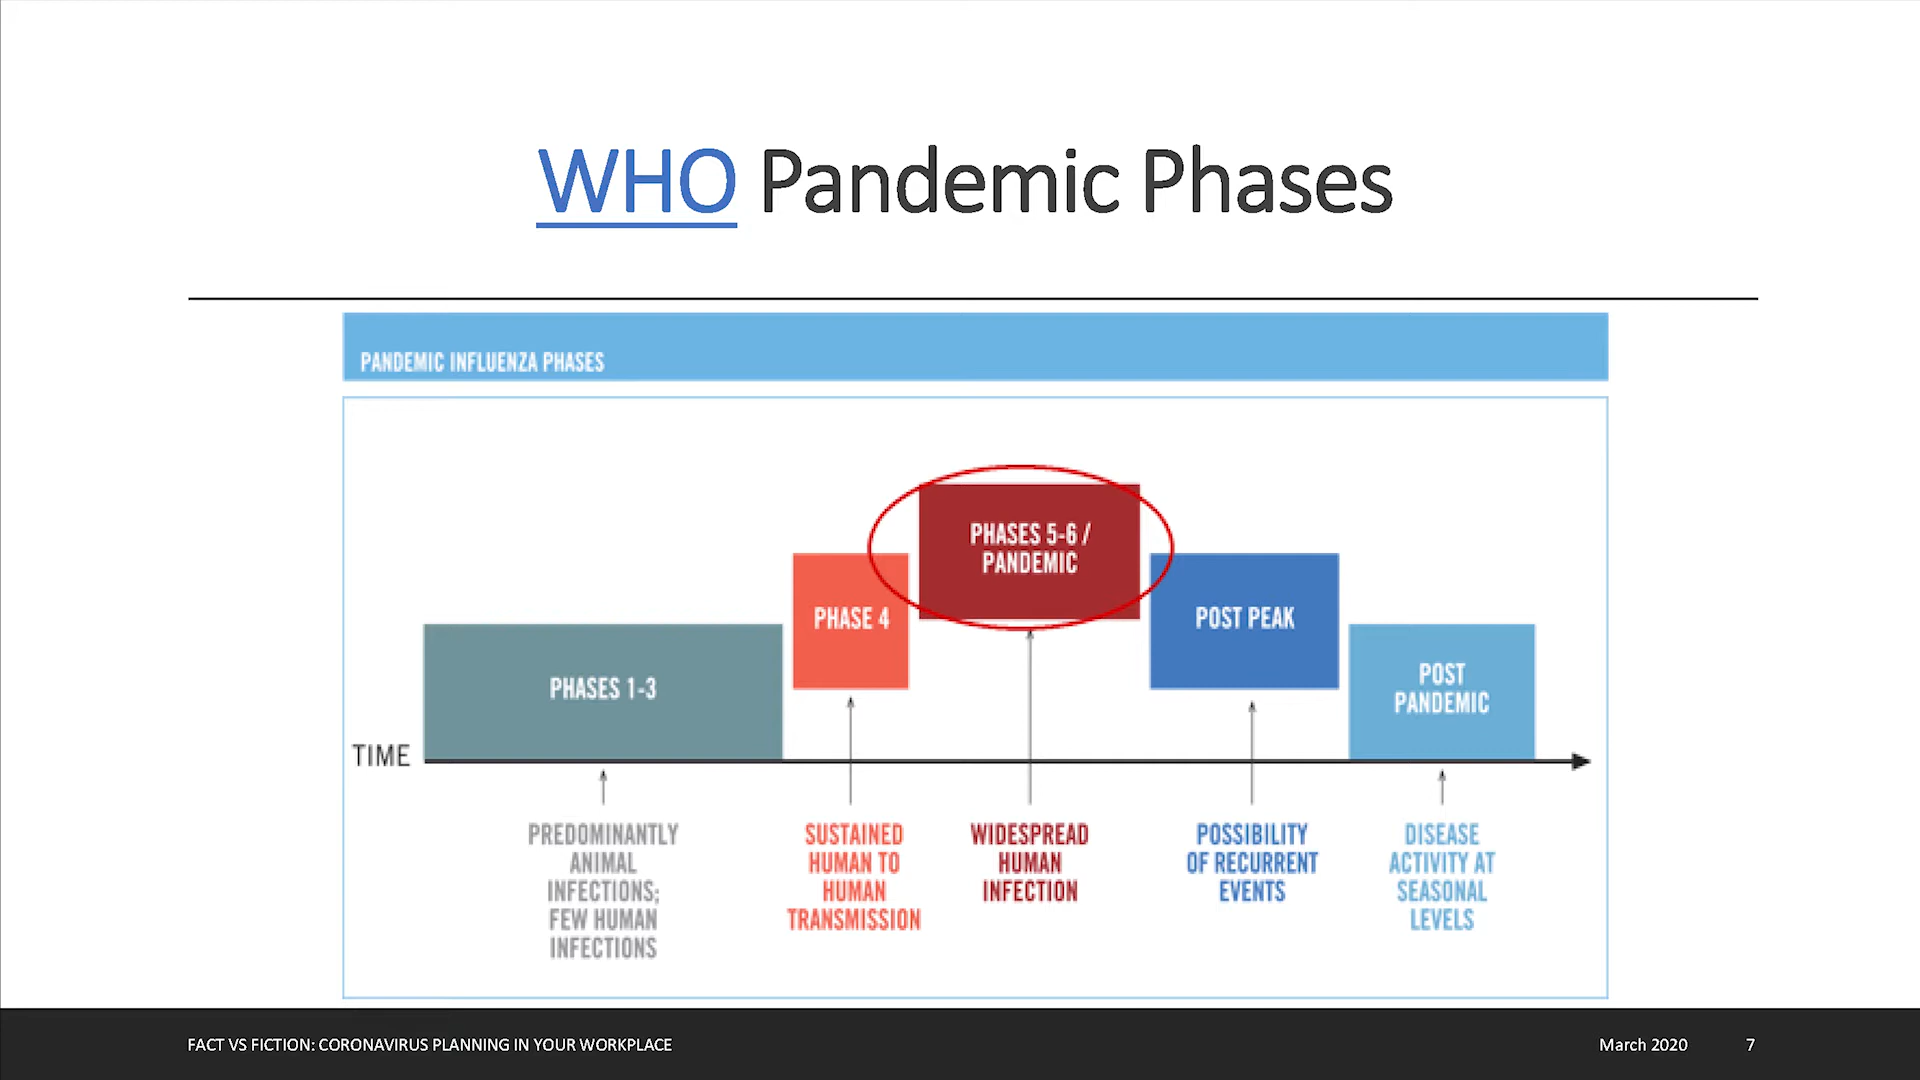 WHO Pandemic Phases
PANDEMIC INFLUENZA PHASES
PHASES 5-6 /
PANDEMIC
PHASE 4
POST PEAK
PHASES 1-3
POST
PANDEMIC
TIME
PREDOMINANTLY
ANIMAL
INFECTIONS;
FEW HUMAN
INFECTIONS
SUSTAINED
HUMAN TO
HUMAN
TRANSMISSION
WIDESPREAD
HUMAN
INFECTION
POSSIBILITY
OF RECURRENT
EVENTS
DISEASE
ACTIVITY AT
SEASONAL
LEVELS
FACT VS FICTION: CORONAVIRUS PLANNING IN YOUR WORKPLACE
March 2020
7